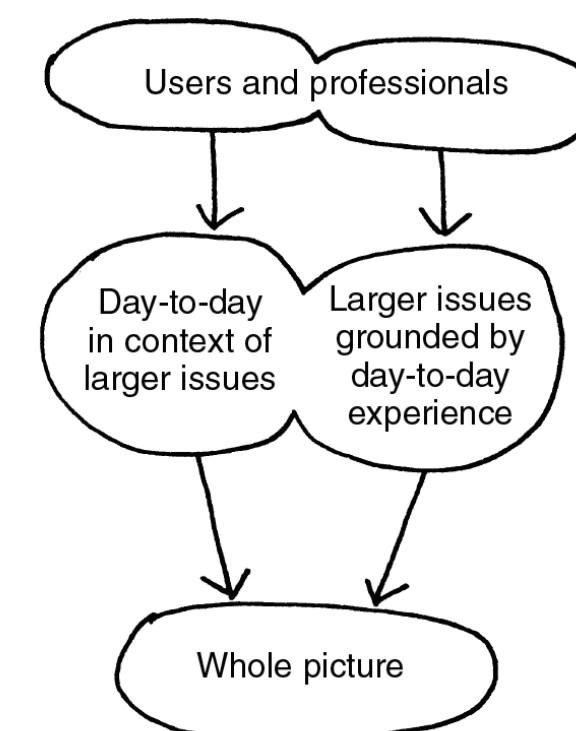 Users and professionals
Day-to-day
in context of
larger issues
Larger issues
grounded by
day-to-day
experience
Whole picture